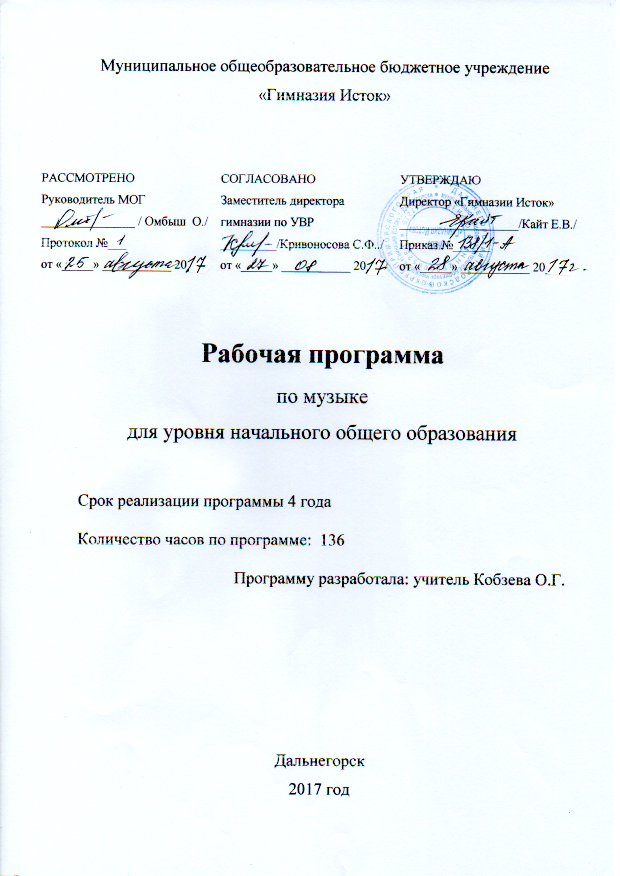 Муниципальное общеобразовательное бюджетное учреждение
«Гимназия Исток»
РАССМОТРЕНО
Руководитель МОГ
/ Омбыш О./
Протокол № 1
от « 25 » августа 2017
СОГЛАСОВАНО
Заместитель директора
гимназии по УВР
/Кривоносова С.Ф../
от « 27 » 08 2017
УТВЕРЖДАЮ
Директор «Гимназии Исток»
/Кайт Е.В./
Приказ № -А
от « 28 » августа 20 17г.
Рабочая программа
по музыке
для уровня начального общего образования
Срок реализации программы 4 года
Количество часов по программе: 136
Программу разработала: учитель Кобзева О.Г.
Дальнегорск
2017 год